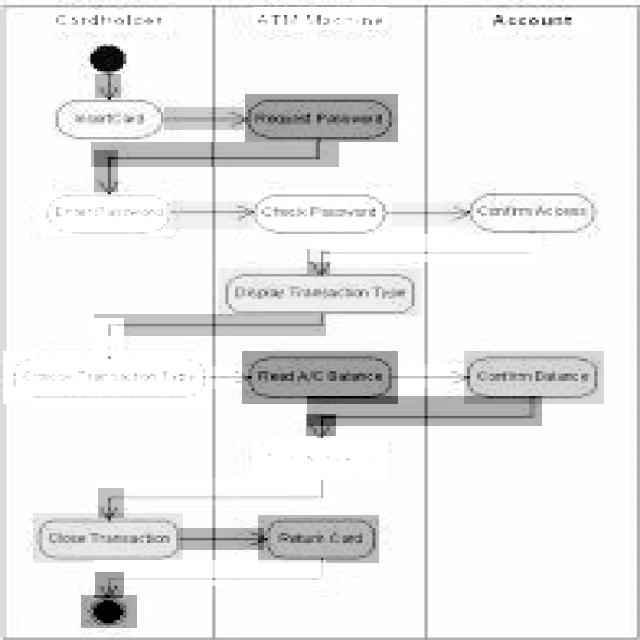 Cardholder
ATM Machine
Account
Insert Card
Request Password
Enter Password
Check Password
Confirm Access
Display Transaction Type
Choose Transaction Type
Read A/C Balance
Confirm Balance
Close Transaction
Return Card